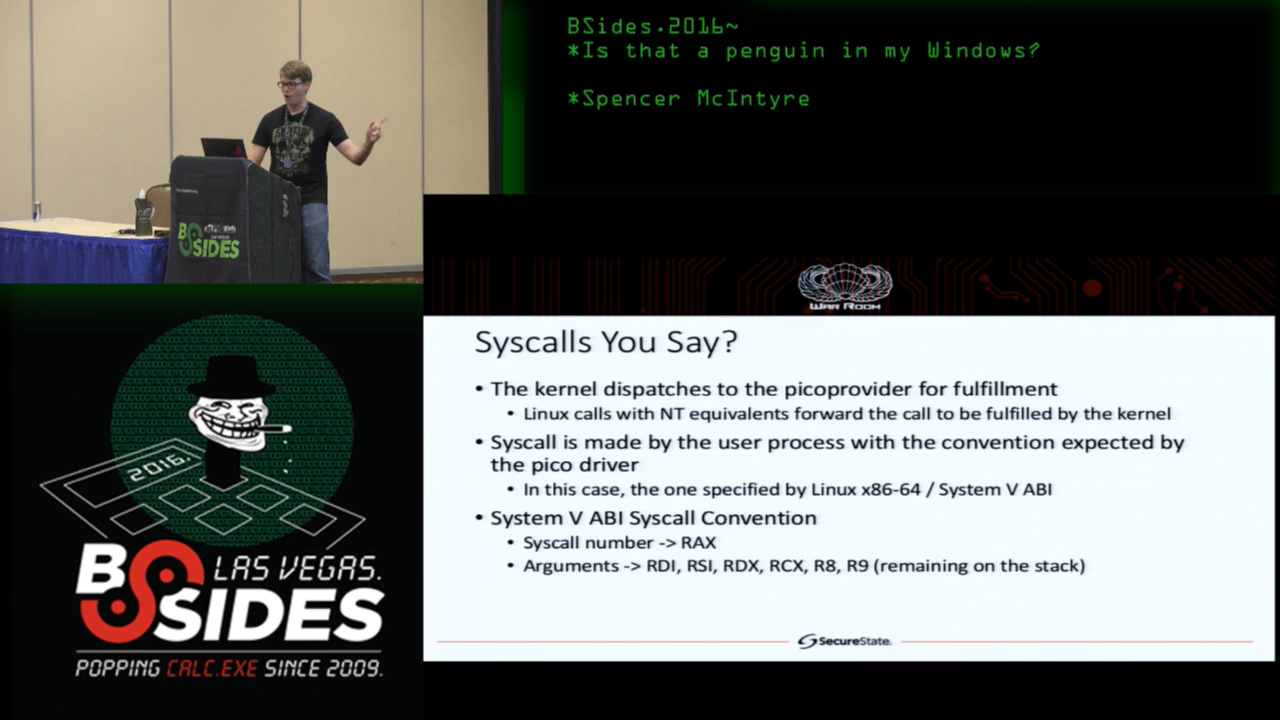 BSides.2016~
*Is that a penguin in my Windows?
*Spencer McIntyre
BSIDES
WAR ROOM
Syscalls You Say?
• The kernel dispatches to the picoprovider for fulfillment
• Linux calls with NT equivalents forward the call to be fulfilled by the kernel
• Syscall is made by the user process with the convention expected by
the pico driver
• In this case, the one specified by Linux x86-64 / System V ABI
• System V ABI Syscall Convention
• Syscall number -> RAX
• Arguments -> RDI, RSI, RDX, RCX, R8, R9 (remaining on the stack)
SecureState.
2016.
BSIDES
LAS VEGAS.
POPPING CALC.EXE SINCE 2009.